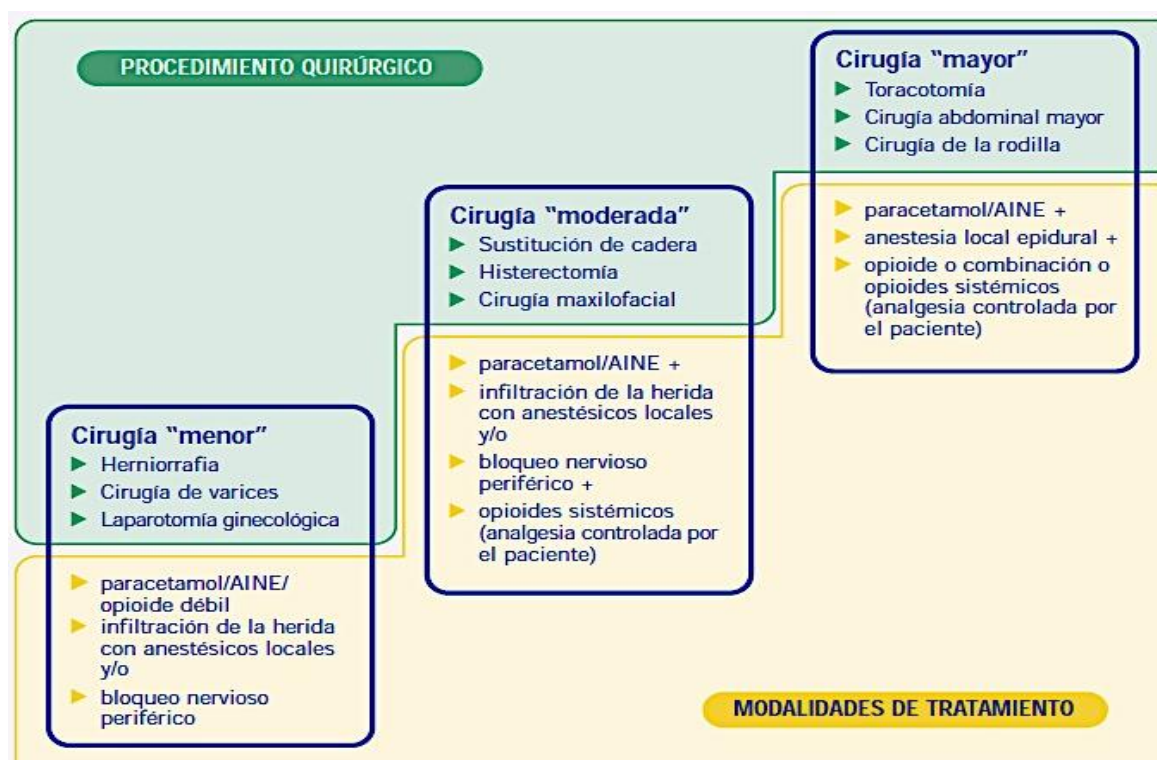 PROCEDIMIENTO QUIRÚRGICO
Cirugía "mayor"
► Toracotomía
► Cirugía abdominal mayor
► Cirugía de la rodilla
► paracetamol/AINE +
► anestesia local epidural +
► opioide o combinación o
opioides sistémicos
(analgesia controlada por
el paciente)
Cirugía "moderada"
► Sustitución de cadera
► Histerectomía
► Cirugía maxilofacial
► paracetamol/AINE +
► infiltración de la herida
con anestésicos locales
y/o
► bloqueo nervioso
periférico +
► opioides sistémicos
(analgesia controlada por
el paciente)
Cirugía "menor"
► Herniorrafia
► Cirugía de varices
► Laparotomía ginecológica
► paracetamol/AINE/
opioide débil
► infiltración de la herida
con anestésicos locales
y/o
► bloqueo nervioso
periférico
MODALIDADES DE TRATAMIENTO